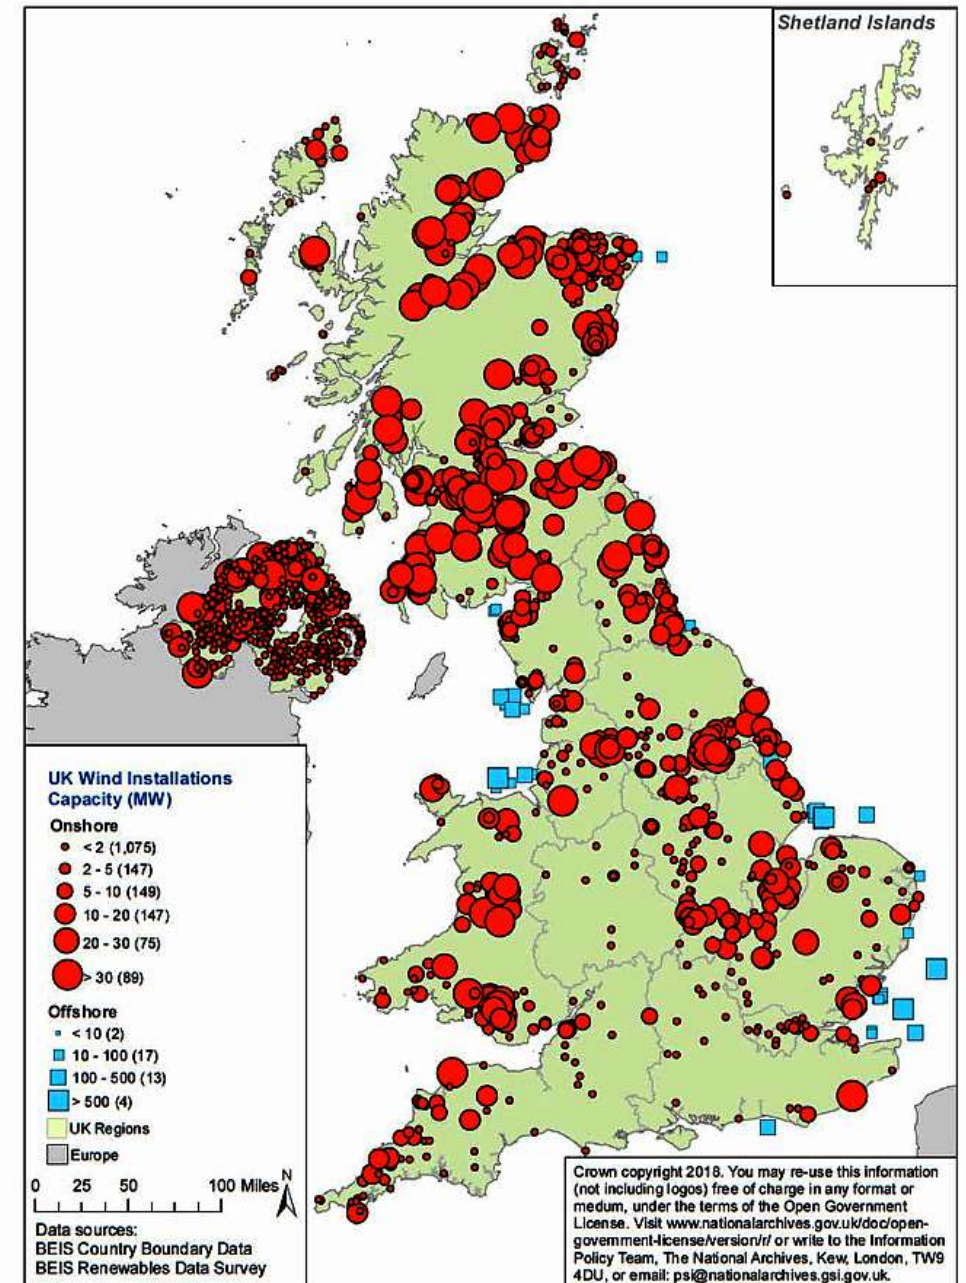 Shetland Islands
UK Wind Installations
Capacity (MW)
Onshore
< 2 (1,075)
2 - 5 (147)
5 - 10 (149)
10 - 20 (147)
20 - 30 (75)
> 30 (89)
Offshore
< 10 (2)
10 - 100 (17)
100 - 500 (13)
> 500 (4)
UK Regions
Europe
0 25 50 100 Miles
N
Data sources:
BEIS Country Boundary Data
BEIS Renewables Data Survey
Crown copyright 2018. You may re-use this information
(not including logos) free of charge in any format or
medum, under the terms of the Open Government
License. Visit www.nationalarchives.gov.uk/doc/open-
government-license/version/r/ or write to the Information
Policy Team, The National Archives, Kew, London, TW9
4DU, or email: psi@nationalarchives.gsi.gov.uk.